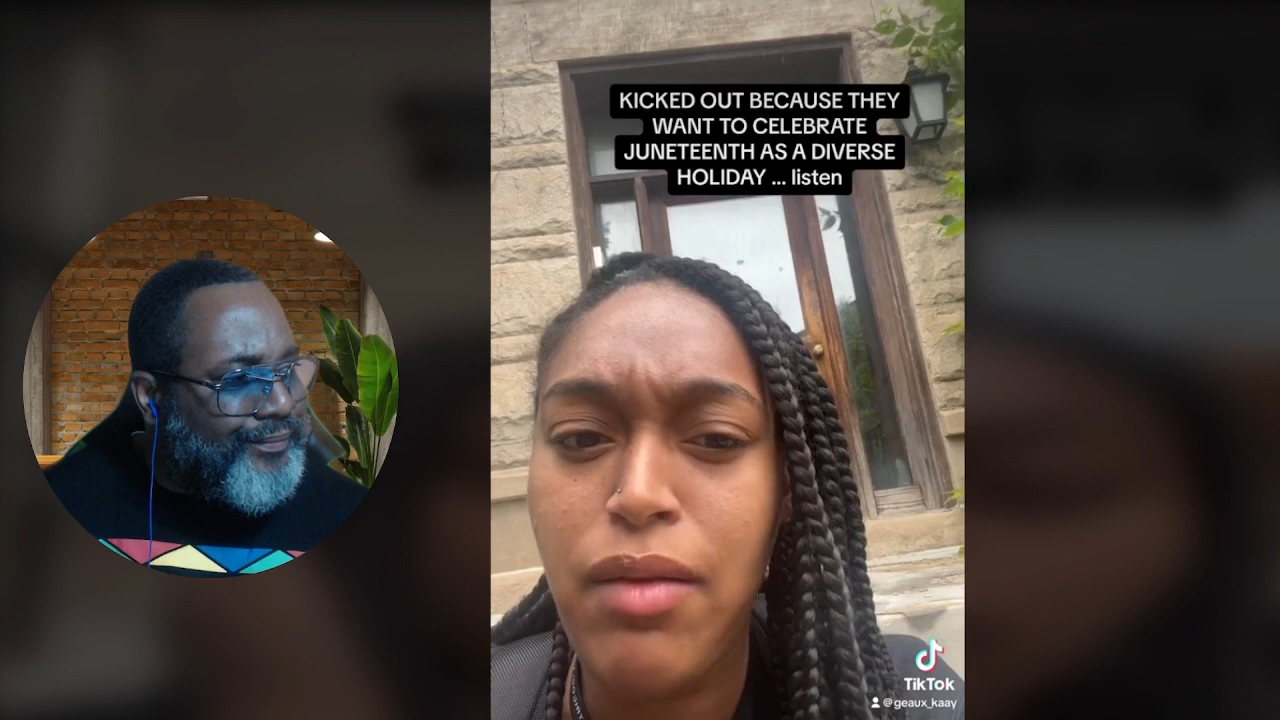 KICKED OUT BECAUSE THEY
WANT TO CELEBRATE
JUNETEENTH AS A DIVERSE
HOLIDAY ... listen
TikTok
@geaux_kaay